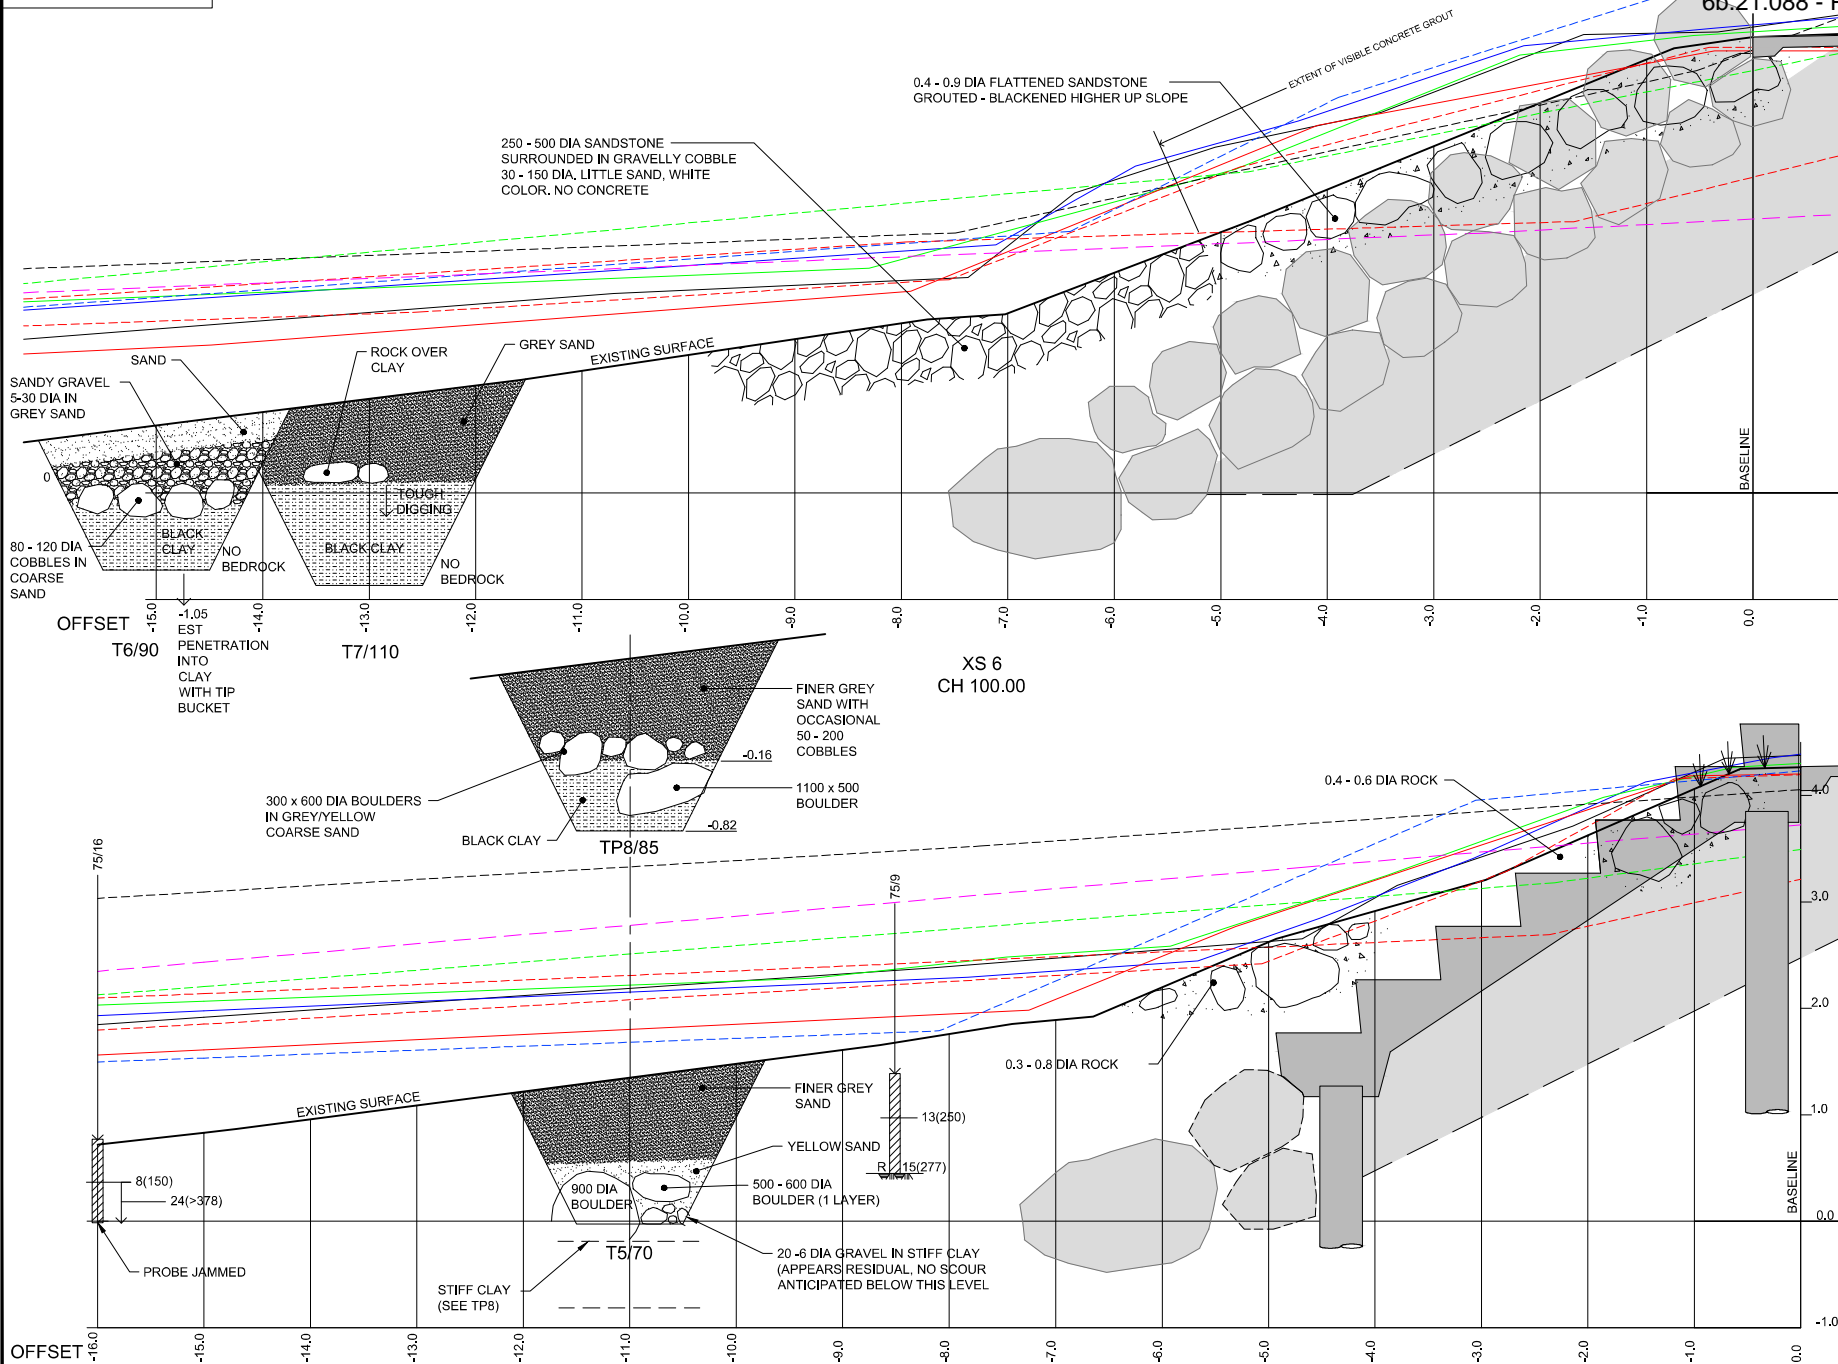 6b.21.088 - 
EXTENT OF VISIBLE CONCRETE GROUT
0.4 - 0.9 DIA FLATTENED SANDSTONE
GROUTED - BLACKENED HIGHER UP SLOPE
250 - 500 DIA SANDSTONE
SURROUNDED IN GRAVELLY COBBLE
30 - 150 DIA, LITTLE SAND, WHITE
COLOR. NO CONCRETE
SAND
ROCK OVER
CLAY
GREY SAND
EXISTING SURFACE
SANDY GRAVEL
5-30 DIA IN
GREY SAND
0
TOUGH
DIGGING
BLACK
CLAY
NO
BEDROCK
BLACK CLAY
NO
BEDROCK
80 - 120 DIA
COBBLES IN
COARSE
SAND
BASELINE
OFFSET
-15.0
-14.0
-13.0
-12.0
-11.0
-10.0
-9.0
-8.0
-7.0
-6.0
-5.0
-4.0
-3.0
-2.0
-1.0
0.0
-1.05
EST
PENETRATION
INTO
CLAY
WITH TIP
BUCKET
T6/90
T7/110
XS 6
CH 100.00
FINER GREY
SAND WITH
OCCASIONAL
50 - 200
COBBLES
-0.16
1100 x 500
BOULDER
-0.82
300 x 600 DIA BOULDERS
IN GREY/YELLOW
COARSE SAND
BLACK CLAY
TP8/85
75/16
75/9
0.4 - 0.6 DIA ROCK
4.0
3.0
2.0
1.0
0.0
-1.0
0.3 - 0.8 DIA ROCK
EXISTING SURFACE
FINER GREY
SAND
13(250)
YELLOW SAND
R
15(277)
8(150)
24(>378)
900 DIA
BOULDER
500 - 600 DIA
BOULDER (1 LAYER)
T5/70
20 -6 DIA GRAVEL IN STIFF CLAY
(APPEARS RESIDUAL, NO SCOUR
ANTICIPATED BELOW THIS LEVEL
PROBE JAMMED
STIFF CLAY
(SEE TP8)
BASELINE
OFFSET
-16.0
-15.0
-14.0
-13.0
-12.0
-11.0
-10.0
-9.0
-8.0
-7.0
-6.0
-5.0
-4.0
-3.0
-2.0
-1.0
0.0